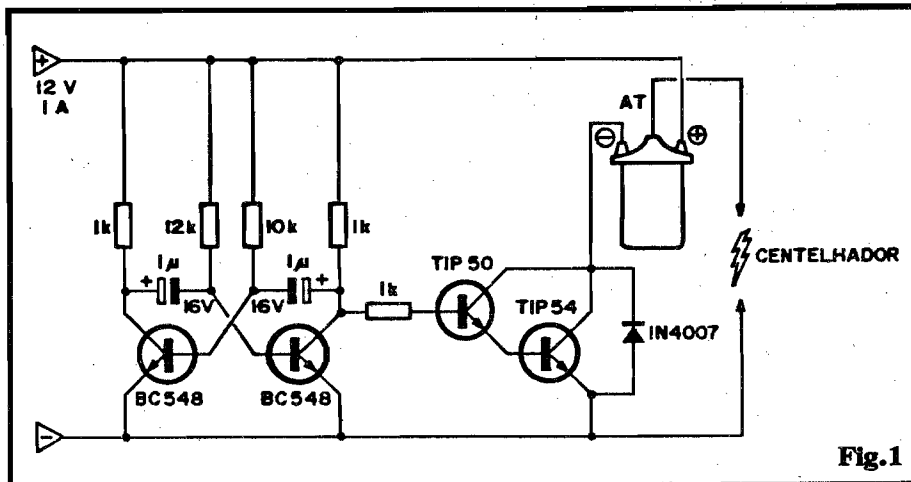 +
12 V
1 A
1k
12k
10k
1k
1µ
+
16V
1µ
+
16V
1k
TIP 50
TIP 54
1N4007
AT
⊖
⊕
CENTELHADOR
BC548
BC548
-
Fig.1